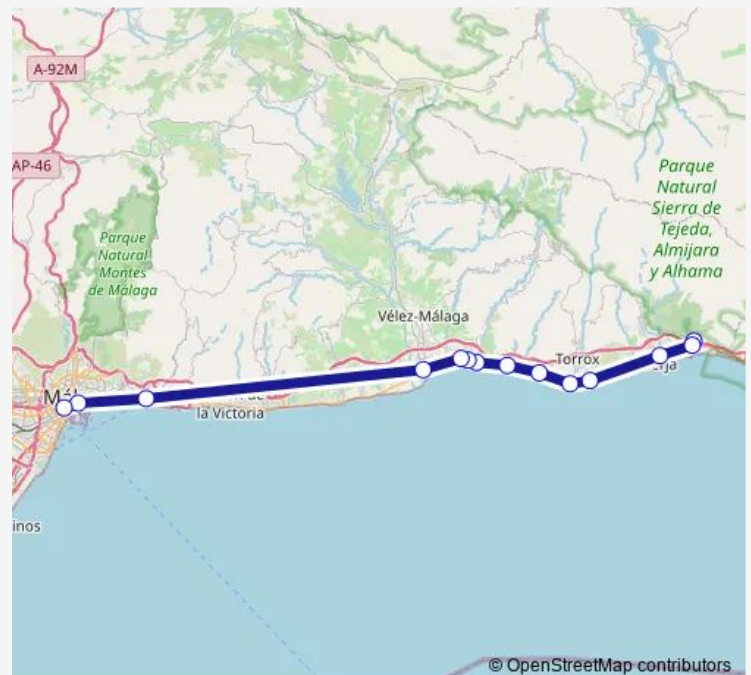 A-92M
AP-46
Parque
Natural
Sierra de
Tejeda,
Almijara
y Alhama
Parque
Natural
Montes
de Málaga
Vélez-Málaga
Torrox
la Victoria
inos
© OpenStreetMap contributors